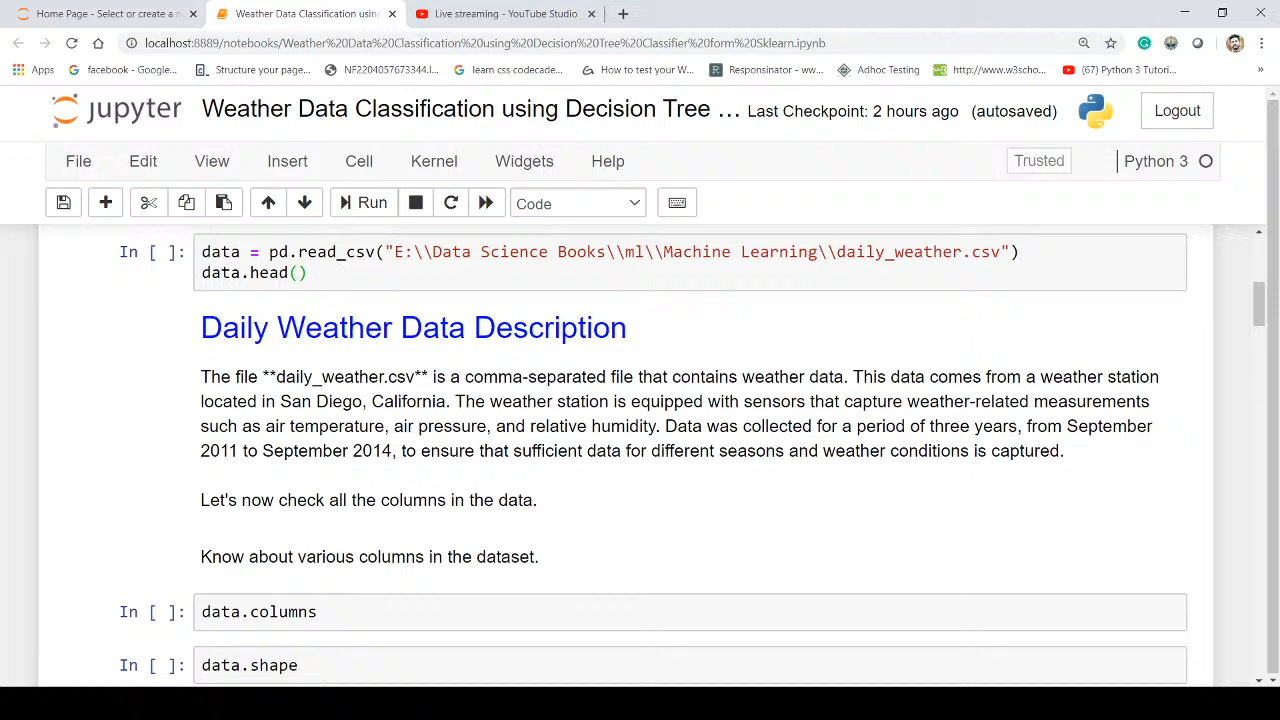 Home Page - Select or create a n
Weather Data Classification usin
Live streaming - YouTube Studio
localhost:8889/notebooks/Weather%20Data%20Classification%20using%20Decision%20Tree%20Classifier%20form%20Sklearn.ipynb
Apps
facebook - Google...
Structure your page...
NF22M057673344.I...
learn css codecade...
How to test your W...
Responsinator - ww...
Adhoc Testing
http://www.w3scho...
(67) Python 3 Tutori...
»
jupyter
Weather Data Classification using Decision Tree ...
Last Checkpoint: 2 hours ago (autosaved)
Logout
File Edit View Insert Cell Kernel Widgets Help
Trusted
Python 3
Run
Code
In [ ]: data = pd.read_csv("E:\\Data Science Books\\ml\\Machine Learning\\daily_weather.csv")
data.head()
Daily Weather Data Description
The file **daily_weather.csv** is a comma-separated file that contains weather data. This data comes from a weather station
located in San Diego, California. The weather station is equipped with sensors that capture weather-related measurements
such as air temperature, air pressure, and relative humidity. Data was collected for a period of three years, from September
2011 to September 2014, to ensure that sufficient data for different seasons and weather conditions is captured.
Let's now check all the columns in the data.
Know about various columns in the dataset.
In [ ]: data.columns
In [ ]: data.shape